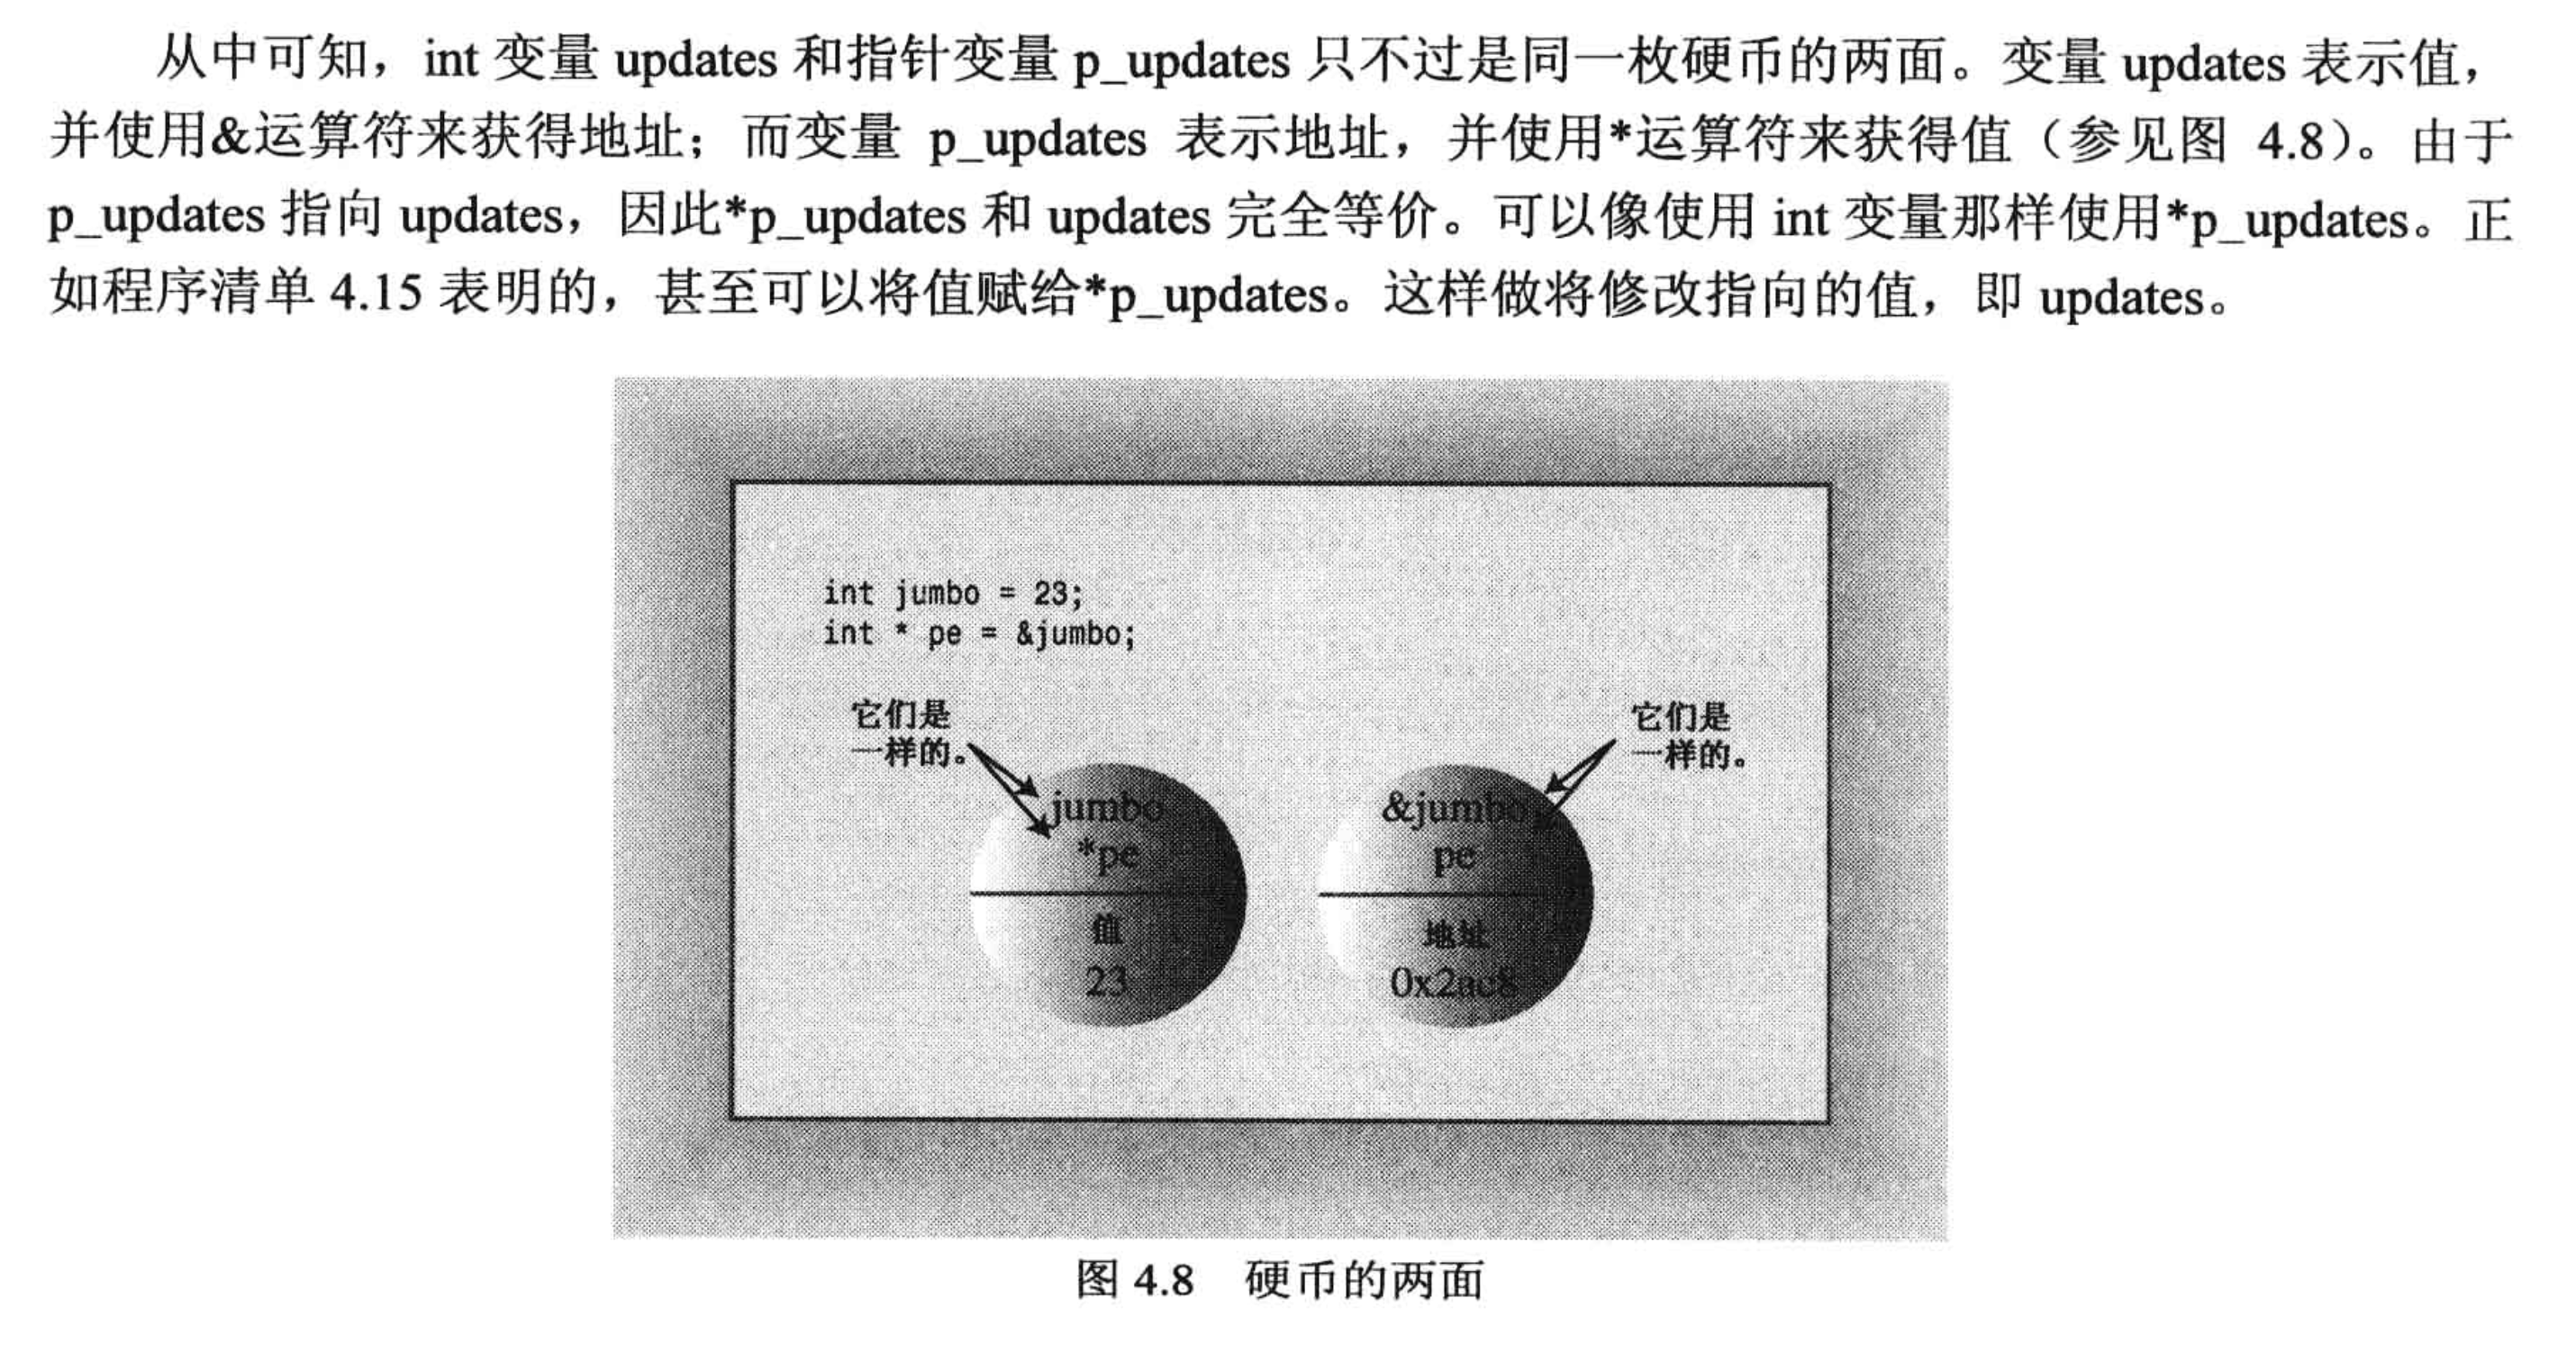 从中可知，int 变量 updates 和指针变量 p_updates 只不过是同一枚硬币的两面。变量 updates 表示值，
并使用&运算符来获得地址；而变量 p_updates 表示地址，并使用*运算符来获得值（参见图 4.8）。由于
p_updates 指向 updates，因此*p_updates 和 updates 完全等价。可以像使用 int 变量那样使用*p_updates。正
如程序清单 4.15 表明的，甚至可以将值赋给*p_updates。这样做将修改指向的值，即 updates。
int jumbo = 23;
int * pe = &jumbo;
它们是
一样的。
它们是
一样的。
jumbo
*pe
值
23
&jumbo
pe
地址
0x2ac8
图 4.8 硬币的两面